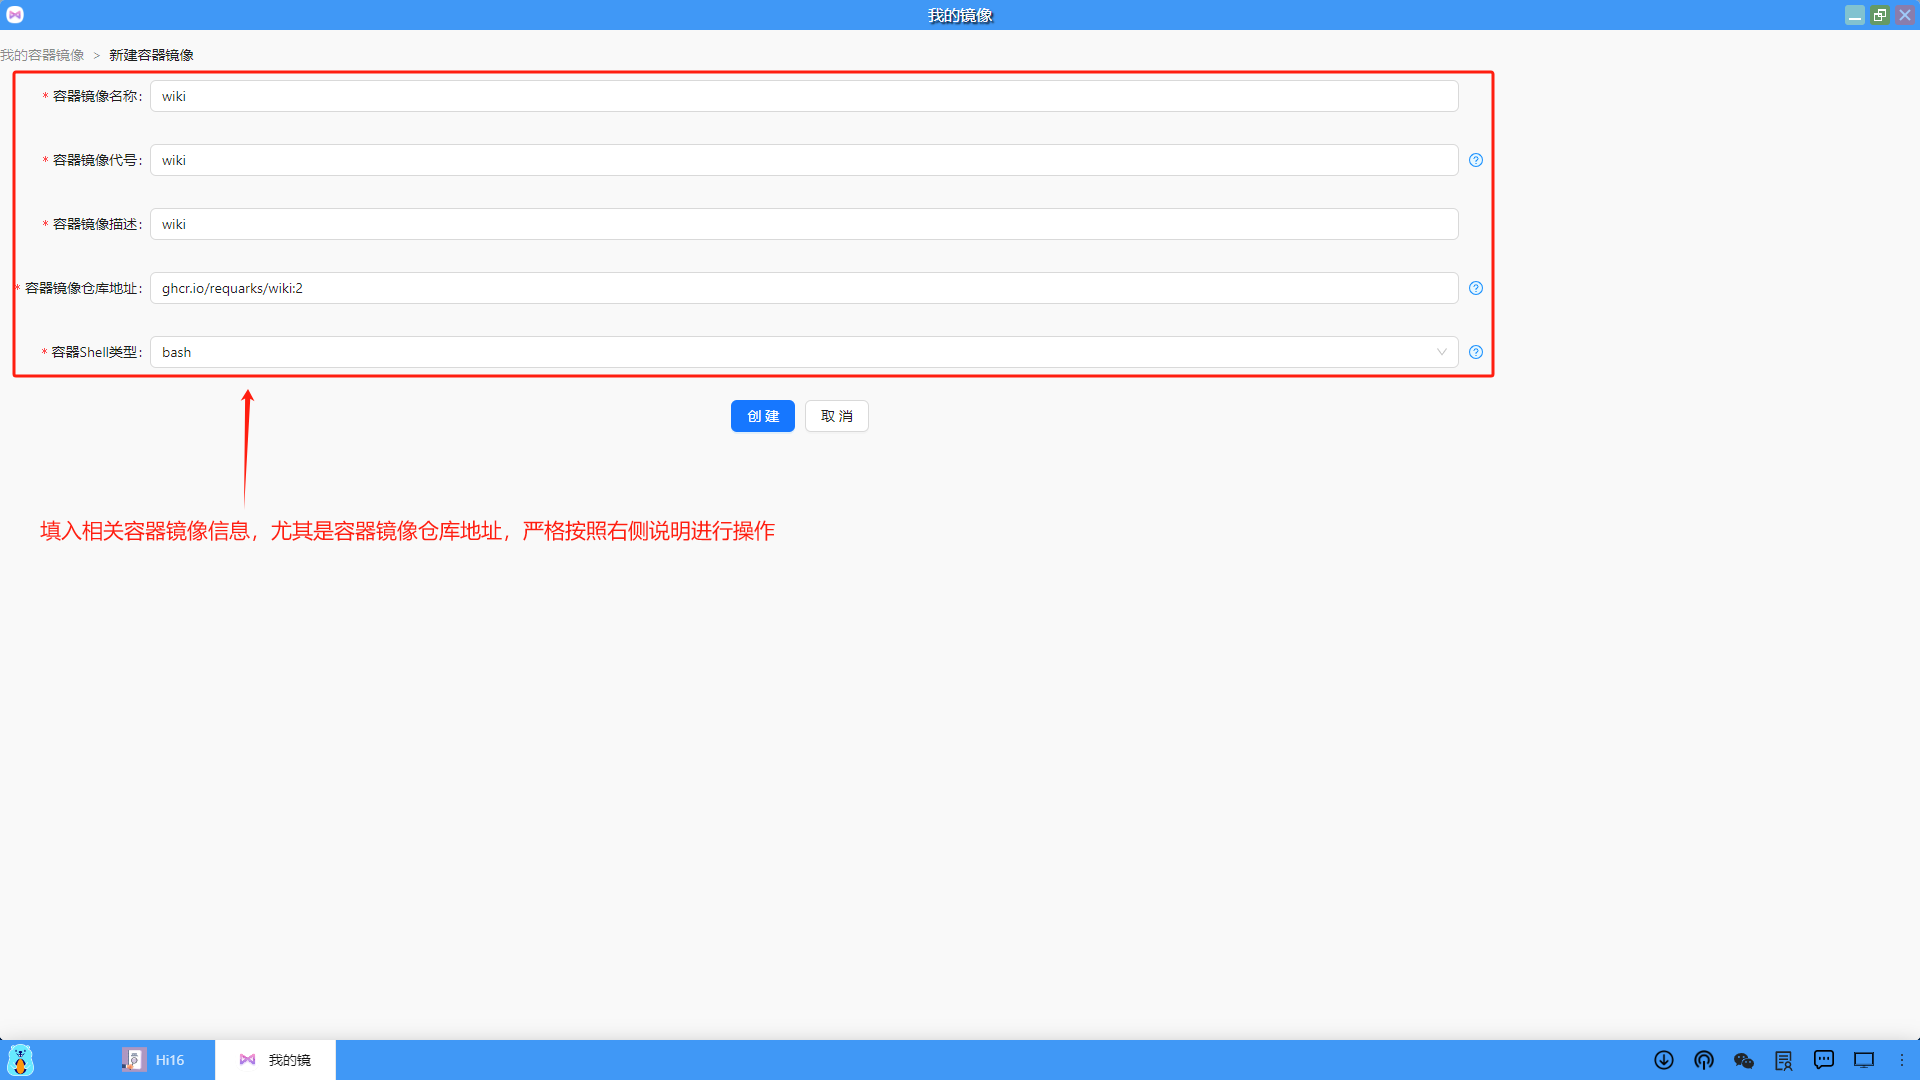 我的镜像
我的容器镜像 > 新建容器镜像
* 容器镜像名称: wiki
* 容器镜像代号: wiki
* 容器镜像描述: wiki
* 容器镜像仓库地址: ghcr.io/requarks/wiki:2
* 容器Shell类型: bash
创 建 取 消
填入相关容器镜像信息，尤其是容器镜像仓库地址，严格按照右侧说明进行操作
Hi16 我的镜